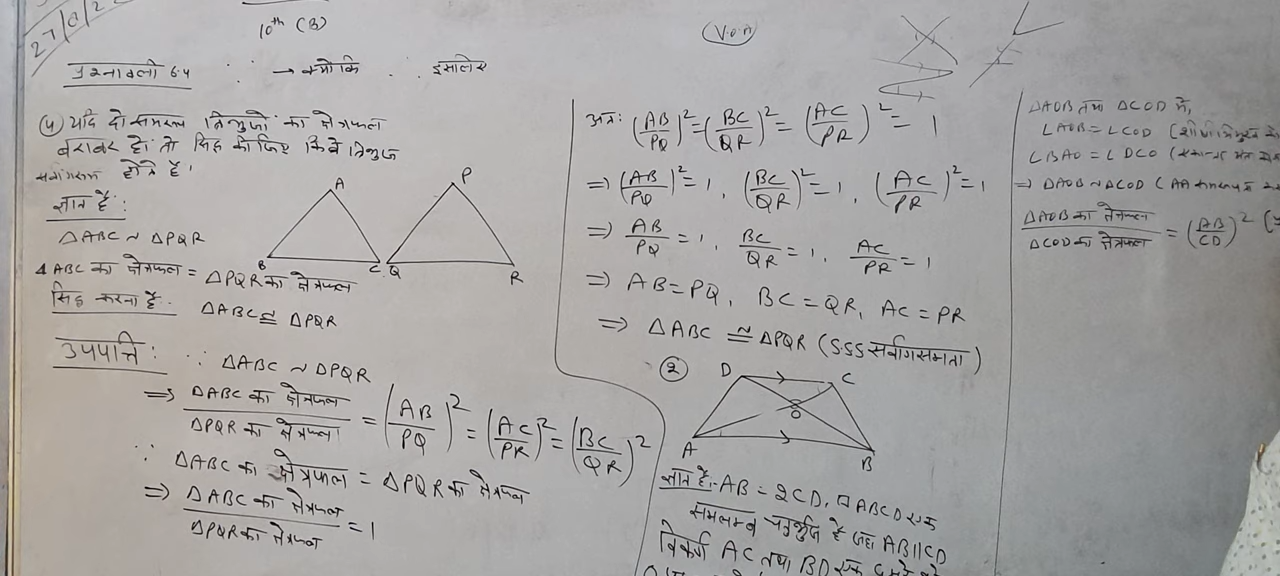 27/
10th (B)
प्रश्नावली 6.4 ∵ → क्योंकि ∴ इसलिए
(4) यदि दो समरूप त्रिभुजों का क्षेत्रफल
बराबर हो तो सिद्ध कीजिए कि वे त्रिभुज
सर्वांगसम होते हैं।
ज्ञात है:
△ABC ~ △PQR
A
B
C
P
Q
R
△ABC का क्षेत्रफल = △PQR का क्षेत्रफल
सिद्ध करना है. △ABC ≅ △PQR
उपपत्ति: ∵ △ABC ~ △PQR
⇒ △ABC का क्षेत्रफल / △PQR का क्षेत्रफल = (AB/PQ)² = (AC/PR)² = (BC/QR)²
∵ △ABC का क्षेत्रफल = △PQR का क्षेत्रफल
⇒ △ABC का क्षेत्रफल / △PQR का क्षेत्रफल = 1
अतः (AB/PQ)² = (BC/QR)² = (AC/PR)² = 1
⇒ (AB/PQ)² = 1, (BC/QR)² = 1, (AC/PR)² = 1
⇒ AB/PQ = 1, BC/QR = 1, AC/PR = 1
⇒ AB = PQ, BC = QR, AC = PR
⇒ △ABC ≅ △PQR (S.S.S सर्वांगसमता)
(2)
D
C
O
A
B
ज्ञात है:- AB = 2CD, □ABCD एक
समलम्ब चतुर्भुज है जहाँ AB||CD
विकर्ण AC तथा BD एक दूसरे को
△AOB तथा △COD में,
∠AOB = ∠COD
∠BAO = ∠DCO
⇒ △AOB ~ △COD (AA
△AOB का क्षेत्रफल / △COD का क्षेत्रफल = (AB/CD)²